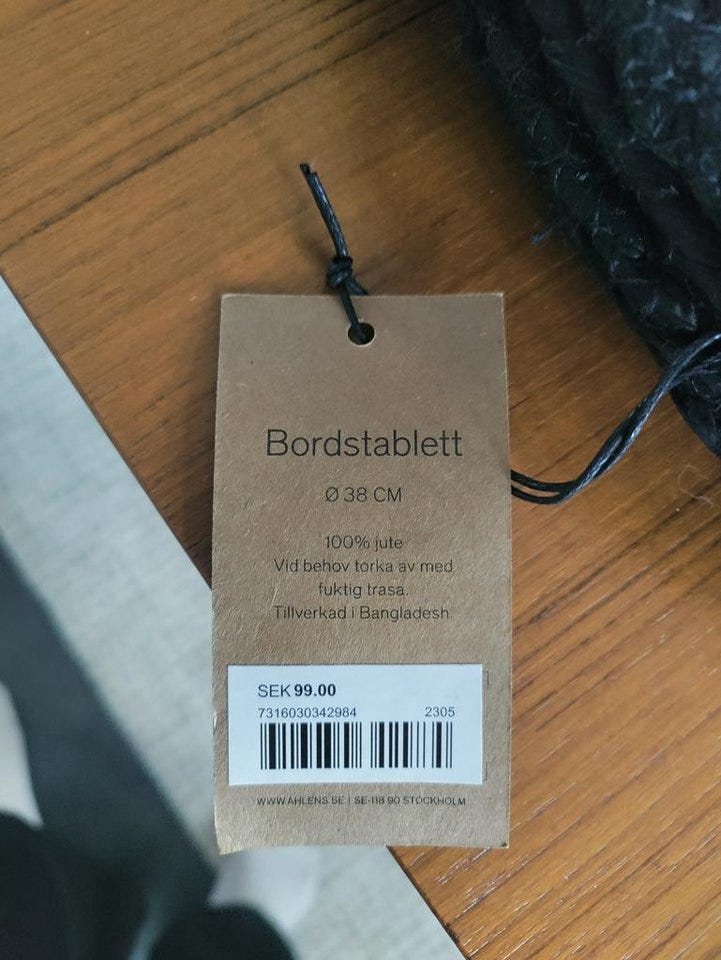 Bordstablett
Ø 38 CM
100% jute
Vid behov torka av med
fuktig trasa.
Tillverkad i Bangladesh.
SEK 99.00
7316030342984 2305
WWW.AHLENS.SE | SE-118 90 STOCKHOLM